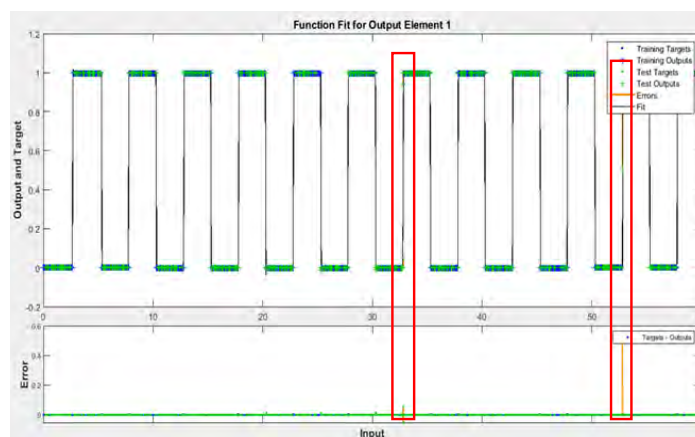 Function Fit for Output Element 1
Output and Target
1.2
1
0.8
0.6
0.4
0.2
0
-0.2
0
10
20
30
40
50
Training Targets
Training Outputs
Test Targets
Test Outputs
Errors
Fit
Error
0.6
0.4
0.2
0
Targets - Outputs
Input